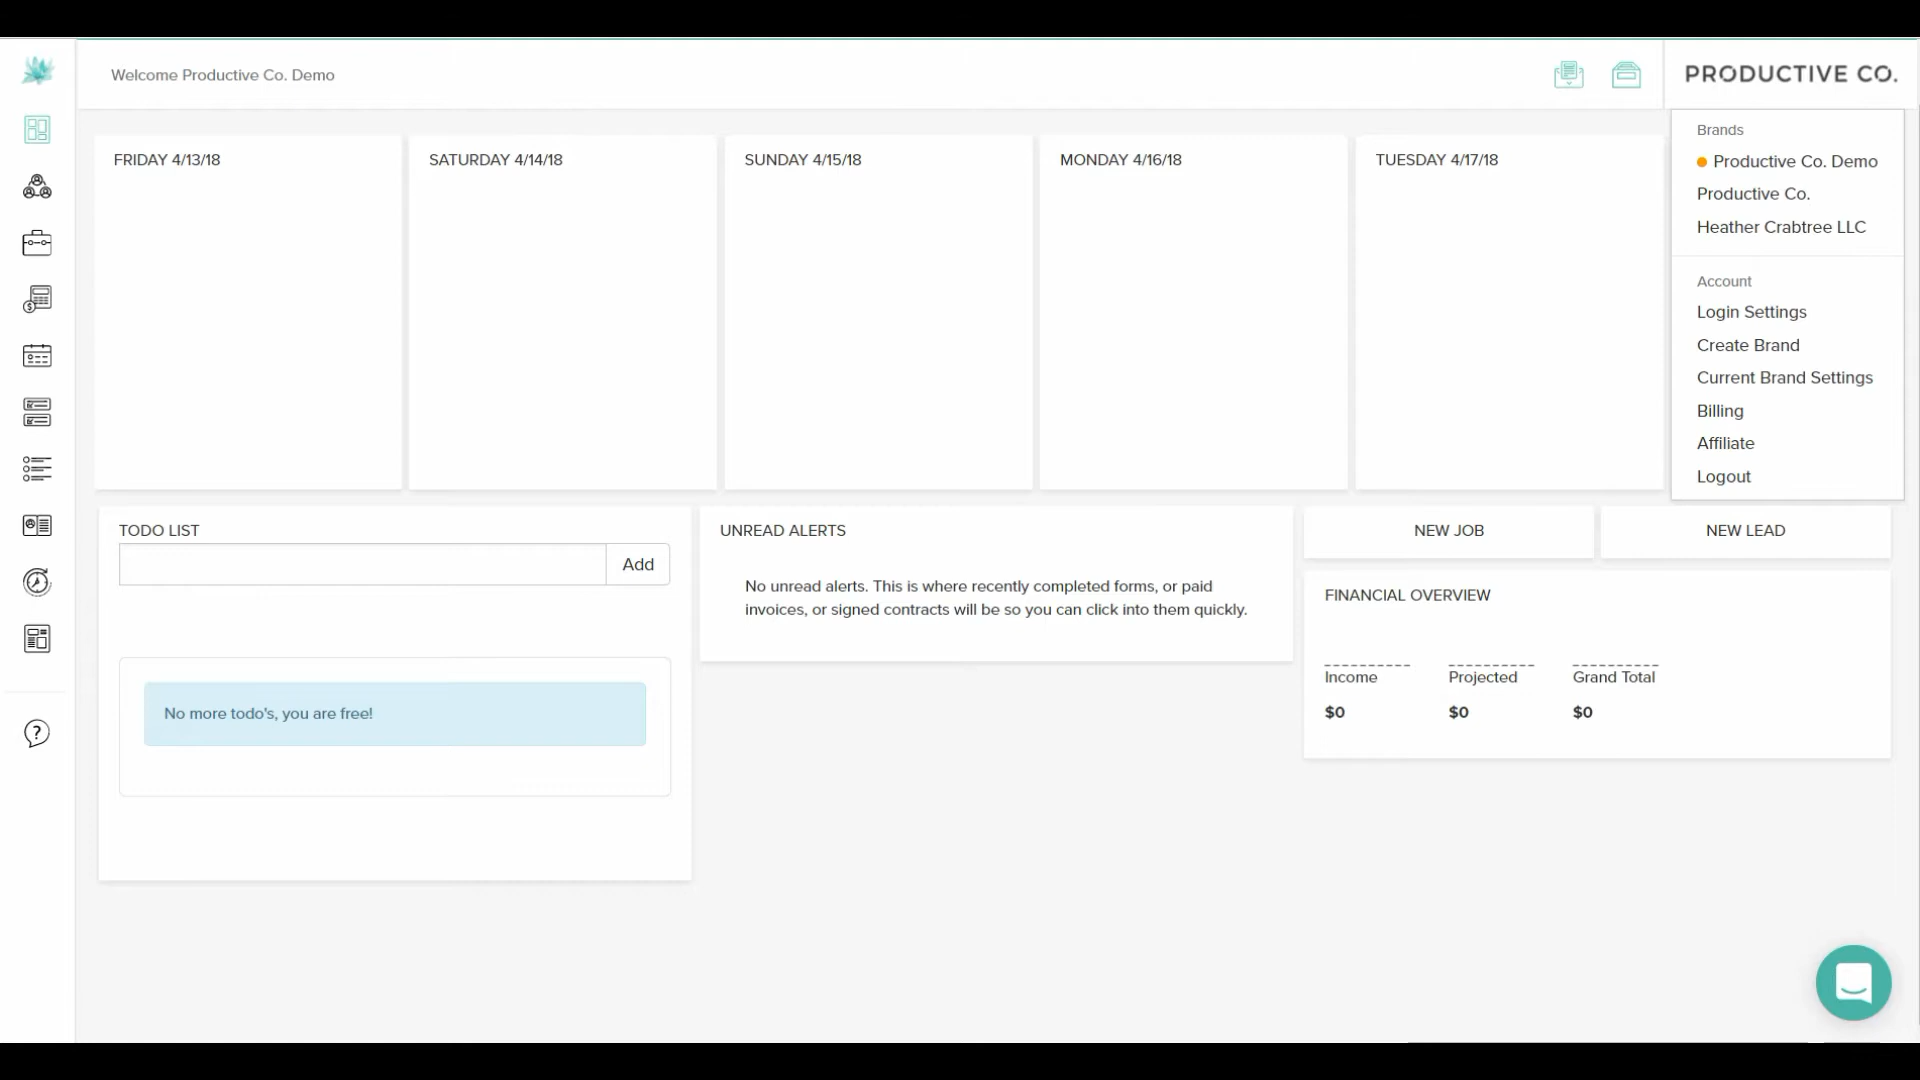 Welcome Productive Co. Demo
PRODUCTIVE CO.
Brands
Productive Co. Demo
Productive Co.
Heather Crabtree LLC
Account
Login Settings
Create Brand
Current Brand Settings
Billing
Affiliate
Logout
FRIDAY 4/13/18
SATURDAY 4/14/18
SUNDAY 4/15/18
MONDAY 4/16/18
TUESDAY 4/17/18
TODO LIST
Add
No more todo's, you are free!
UNREAD ALERTS
No unread alerts. This is where recently completed forms, or paid
invoices, or signed contracts will be so you can click into them quickly.
NEW JOB
NEW LEAD
FINANCIAL OVERVIEW
Income
Projected
Grand Total
$0
$0
$0